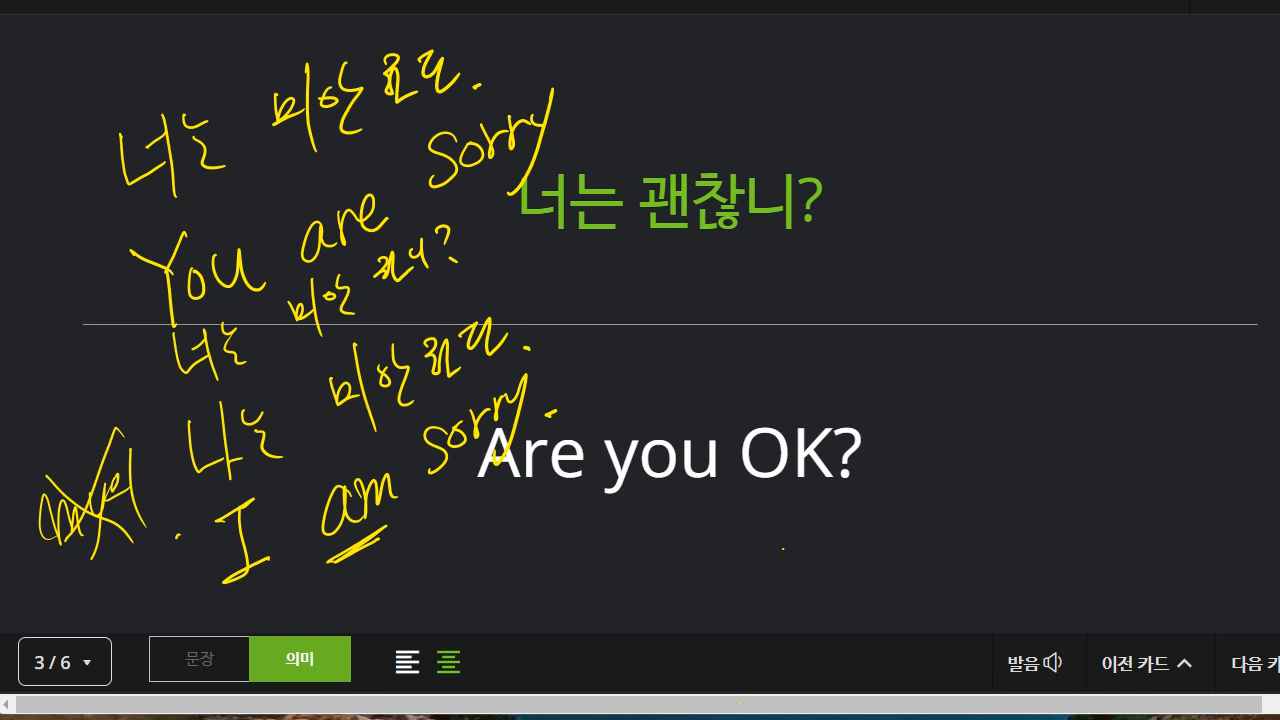 너는 미안하다.
You are sorry
너는 괜찮니?
너는 미안하니?
나는 미안하다.
I am sorry.
Are you OK?
3 / 6
문장
의미
발음
이전 카드
다음